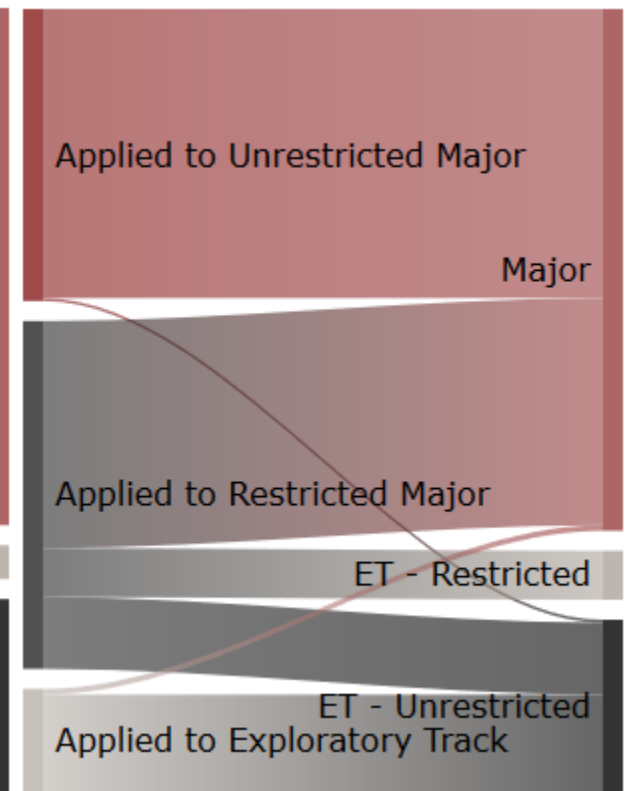 Applied to Unrestricted Major
Major
Applied to Restricted Major
ET - Restricted
ET - Unrestricted
Applied to Exploratory Track